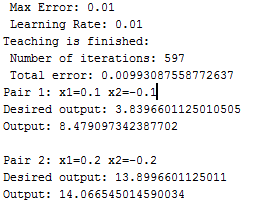 Max Error: 0.01
Learning Rate: 0.01
Teaching is finished:
Number of iterations: 597
Total error: 0.00993087558772637
Pair 1: x1=0.1 x2=-0.1
Desired output: 3.8396601125010505
Output: 8.479097342387702

Pair 2: x1=0.2 x2=-0.2
Desired output: 13.8996601125011
Output: 14.066545014590034